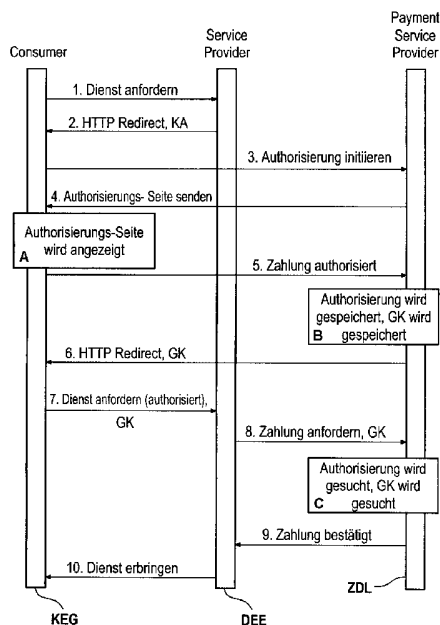 Consumer
Service
Provider
Payment
Service
Provider
1. Dienst anfordern
2. HTTP Redirect, KA
3. Authorisierung initiieren
4. Authorisierungs- Seite senden
Authorisierungs-Seite
wird angezeigt
A
5. Zahlung authorisiert
Authorisierung wird
gespeichert, GK wird
gespeichert
B
6. HTTP Redirect, GK
7. Dienst anfordern (authorisiert),
GK
8. Zahlung anfordern, GK
Authorisierung wird
gesucht, GK wird
gesucht
C
9. Zahlung bestätigt
10. Dienst erbringen
KEG
DEE
ZDL